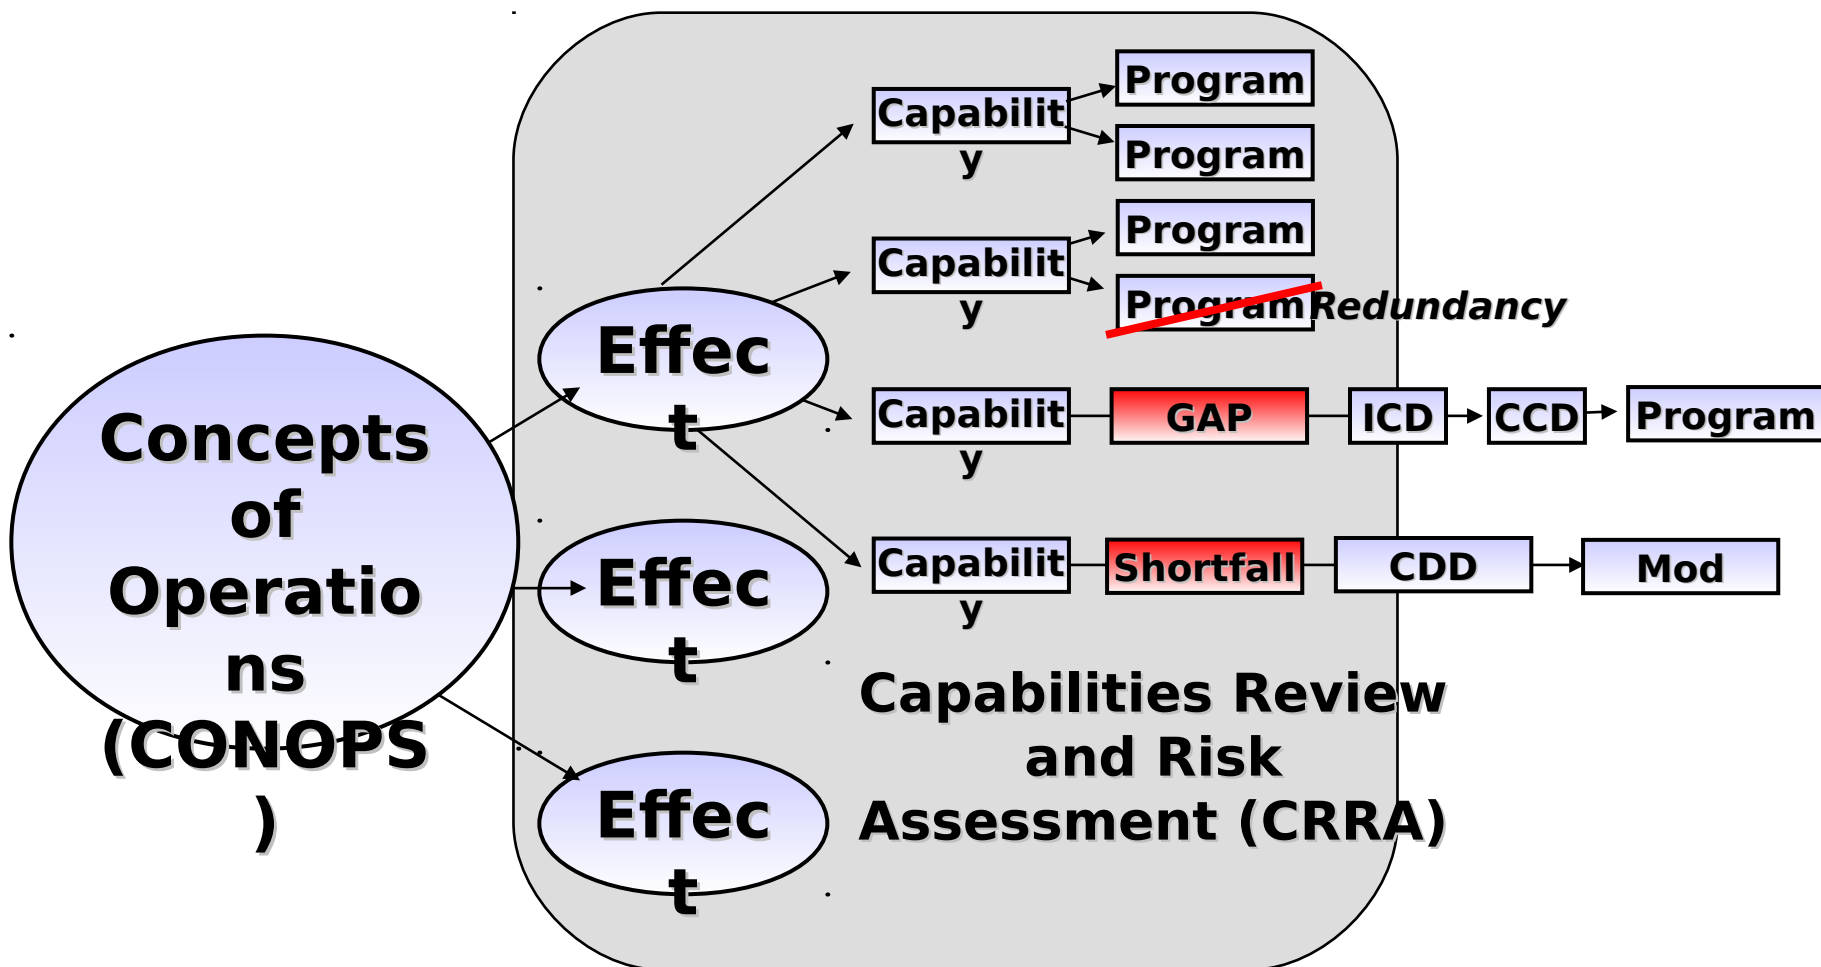 Concepts
of
Operatio
ns
(CONOPS
)
Effec
t
Effec
t
Effec
t
Capabilit
y
Program
Program
Capabilit
y
Program
Program
Redundancy
Capabilit
y
GAP
ICD
CCD
Program
Capabilit
y
Shortfall
CDD
Mod
Capabilities Review
and Risk
Assessment (CRRA)